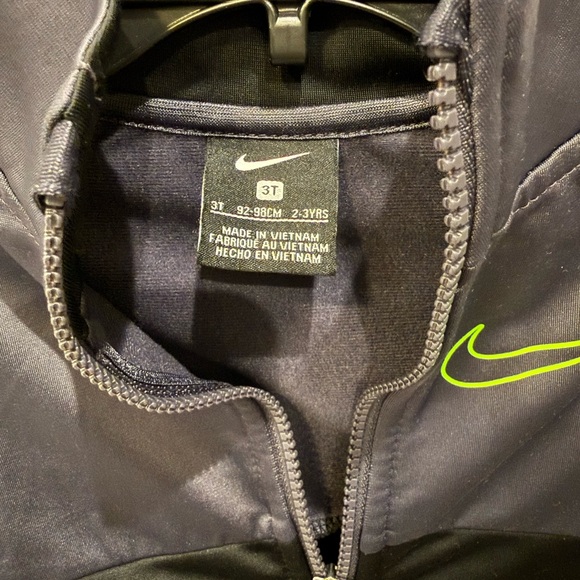 3T
3T 92-98CM 2-3YRS
MADE IN VIETNAM
FABRIQUÉ AU VIETNAM
HECHO EN VIETNAM